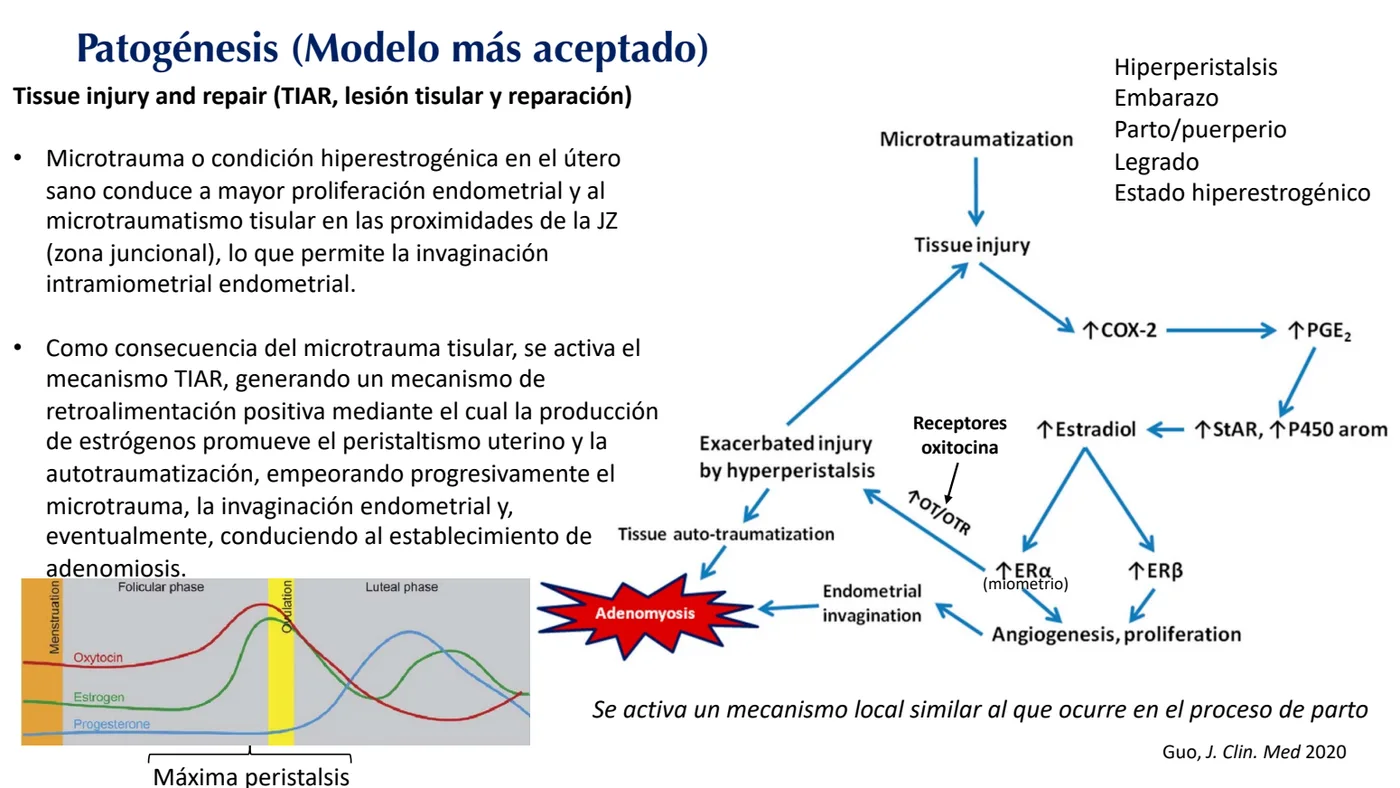 Patogénesis (Modelo más aceptado)
Tissue injury and repair (TIAR, lesión tisular y reparación)
• Microtrauma o condición hiperestrogénica en el útero
sano conduce a mayor proliferación endometrial y al
microtraumatismo tisular en las proximidades de la JZ
(zona juncional), lo que permite la invaginación
intramiometrial endometrial.
• Como consecuencia del microtrauma tisular, se activa el
mecanismo TIAR, generando un mecanismo de
retroalimentación positiva mediante el cual la producción
de estrógenos promueve el peristaltismo uterino y la
autotraumatización, empeorando progresivamente el
microtrauma, la invaginación endometrial y,
eventualmente, conduciendo al establecimiento de
adenomiosis.
Menstruation
Folicular phase
Ovulation
Luteal phase
Oxytocin
Estrogen
Progesterone
Máxima peristalsis
Hiperperistalsis
Embarazo
Parto/puerperio
Legrado
Estado hiperestrogénico
Microtraumatization
Tissue injury
↑COX-2
↑PGE₂
↑StAR, ↑P450 arom
↑Estradiol
Receptores
oxitocina
↑OT/OTR
Exacerbated injury
by hyperperistalsis
Tissue auto-traumatization
↑ERα
(miometrio)
↑ERβ
Angiogenesis, proliferation
Endometrial
invagination
Adenomyosis
Se activa un mecanismo local similar al que ocurre en el proceso de parto
Guo, J. Clin. Med 2020